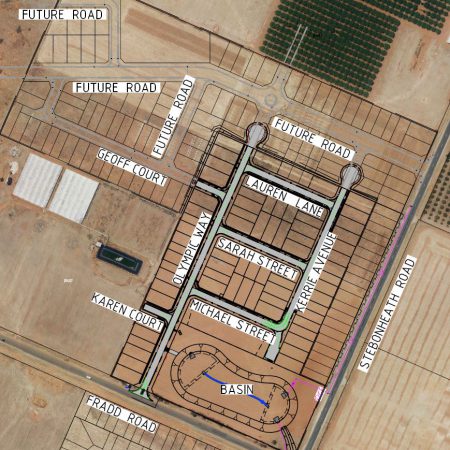 FUTURE ROAD
FUTURE ROAD
FUTURE ROAD
FUTURE ROAD
GEOFF COURT
LAUREN LANE
OLYMPIC WAY
SARAH STREET
KERRIE AVENUE
STEBONHEATH ROAD
KAREN COURT
MICHAEL STREET
BASIN
FRADD ROAD